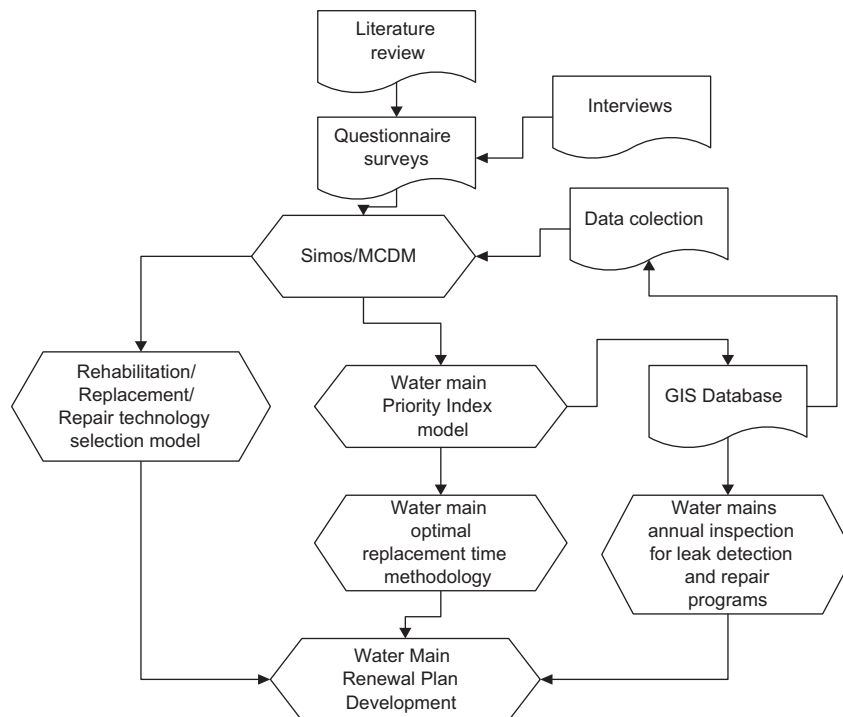 Literature
review
Interviews
Questionnaire
surveys
Data colection
Simos/MCDM
Rehabilitation/
Replacement/
Repair technology
selection model
Water main
Priority Index
model
GIS Database
Water main
optimal
replacement time
methodology
Water mains
annual inspection
for leak detection
and repair
programs
Water Main
Renewal Plan
Development